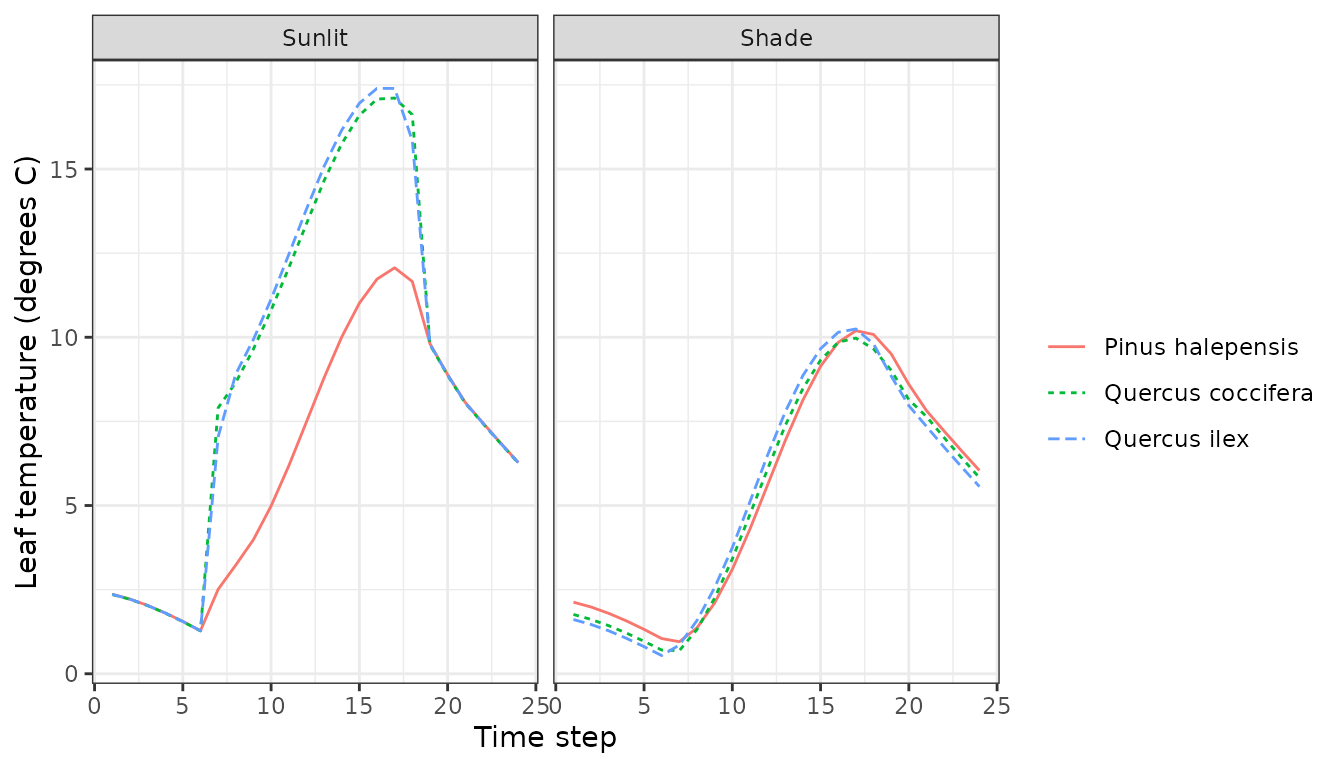 Sunlit Shade
Leaf temperature (degrees C)
15
10
5
0
0 5 10 15 20 25 0 5 10 15 20 25
Time step
Pinus halepensis
Quercus coccifera
Quercus ilex